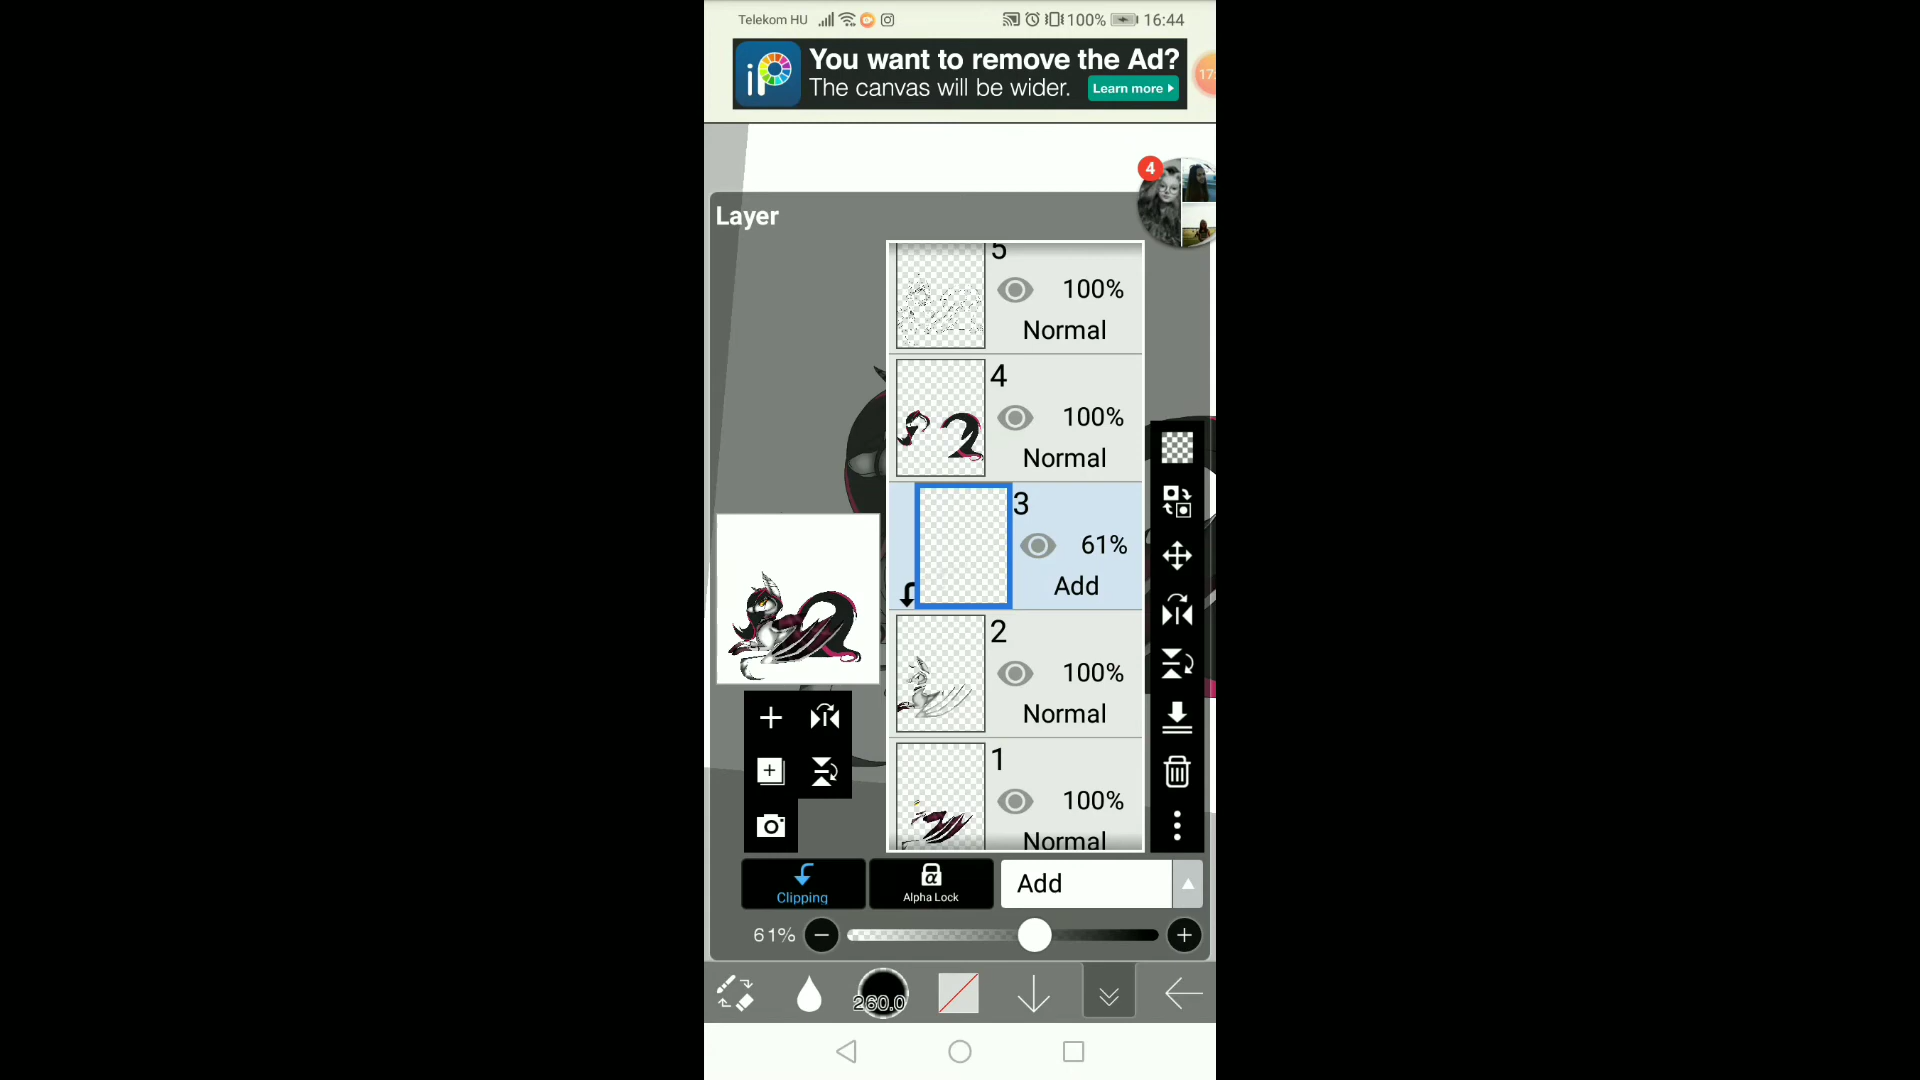 Telekom HU 100% 16:44
iP You want to remove the Ad?
The canvas will be wider. Learn more
17:
4
Layer
5
100%
Normal
4
100%
Normal
3
61%
Add
2
100%
Normal
1
100%
Normal
Clipping
α
Alpha Lock
Add
61%
260.0